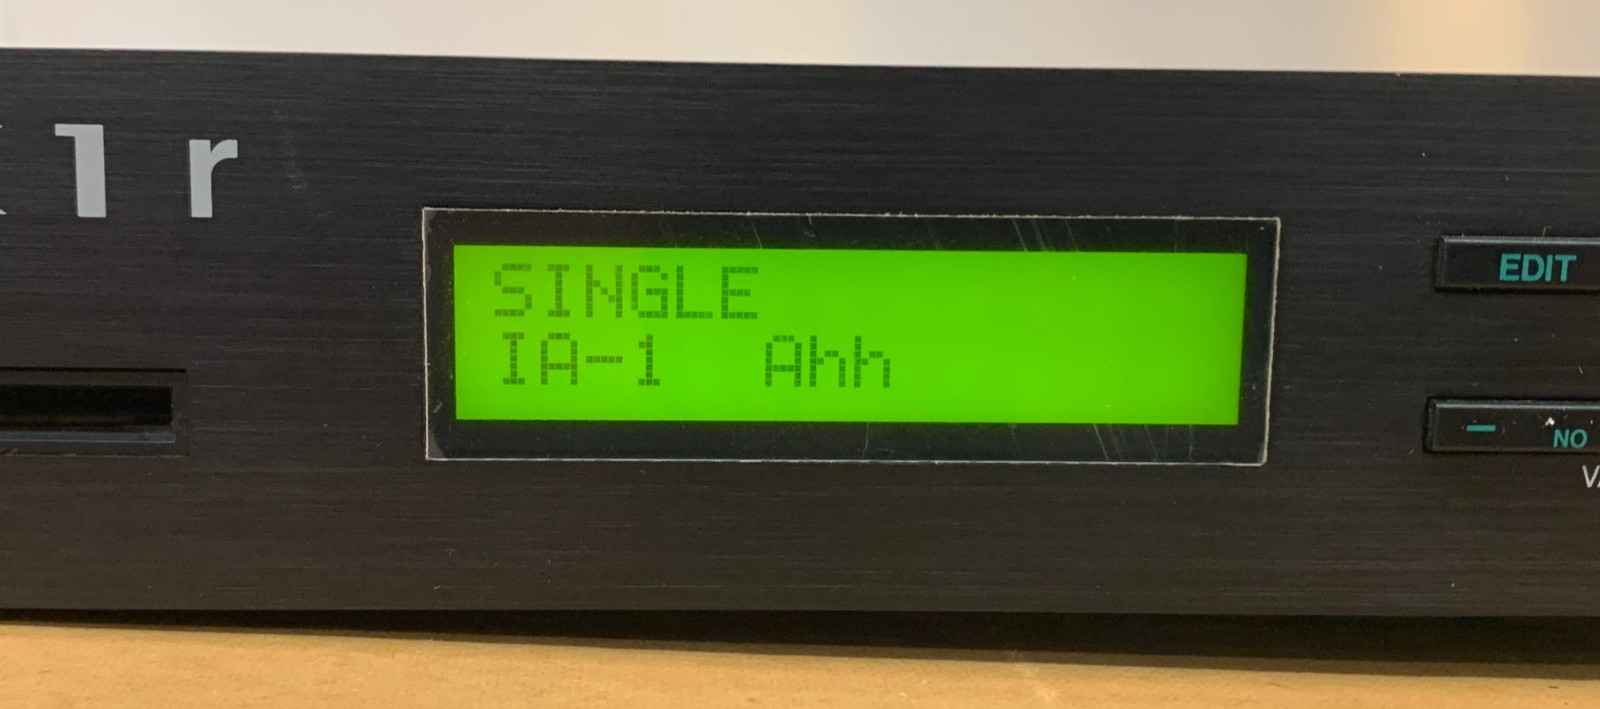 1r
SINGLE
IA-1 Ahh
EDIT
— NO